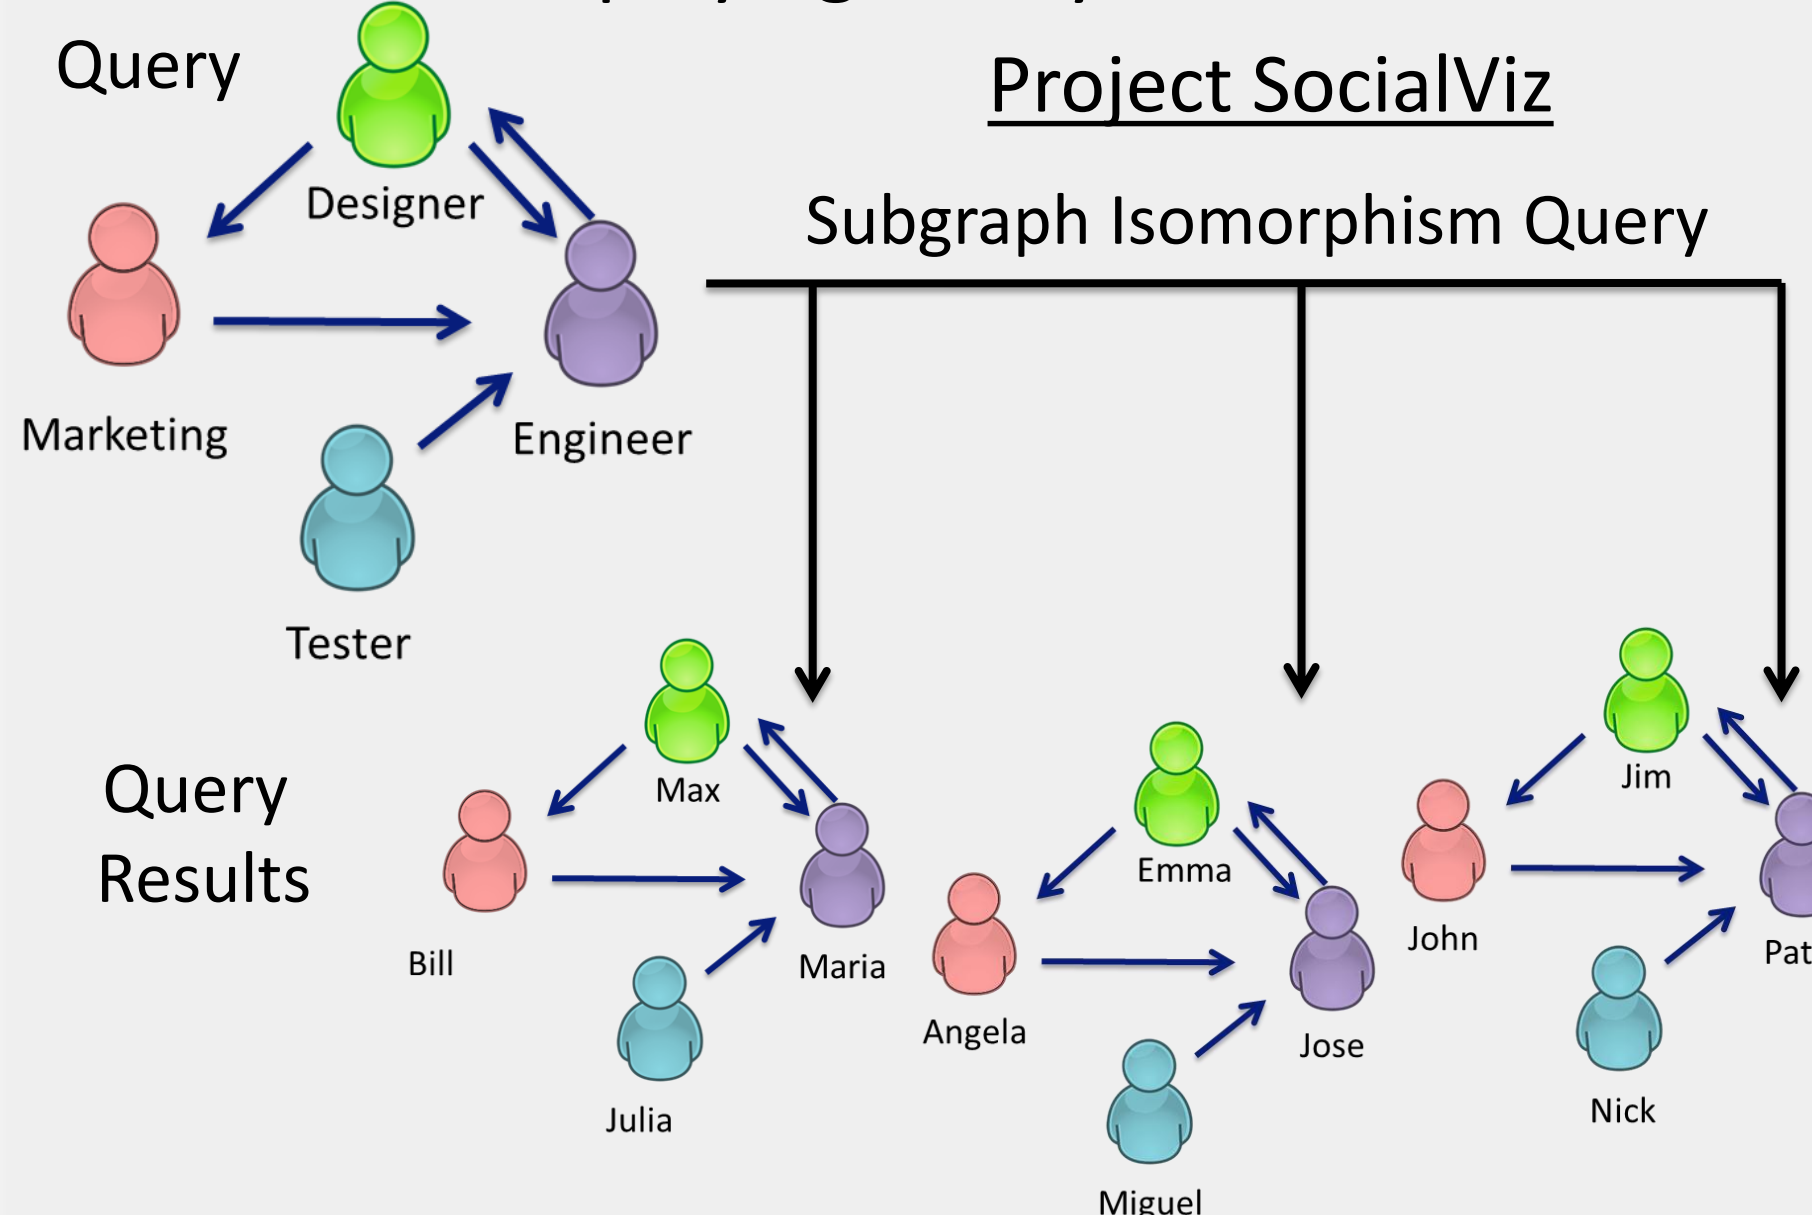 Query
Project SocialViz
Designer
Subgraph Isomorphism Query
Marketing
Engineer
Tester
Query
Results
Max
Jim
Emma
Bill
Maria
John
Pat
Angela
Jose
Julia
Nick
Miguel